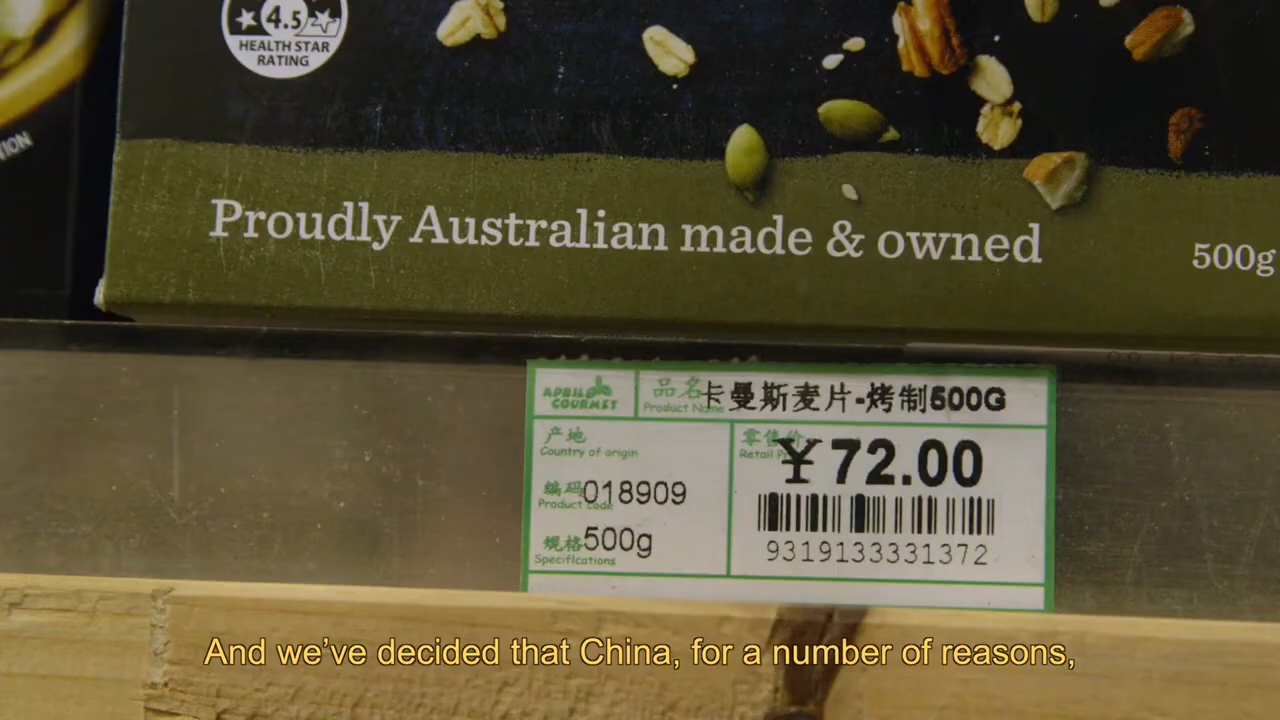 4.5
HEALTH STAR
RATING
Proudly Australian made & owned
500g
APRIL
GOURMET
品名
Product Name
卡曼斯麦片-烤制500G
产地
Country of origin
零售价
Retail
¥72.00
编码
Product code
018909
规格
Specifications
500g
9319133331372
And we've decided that China, for a number of reasons,